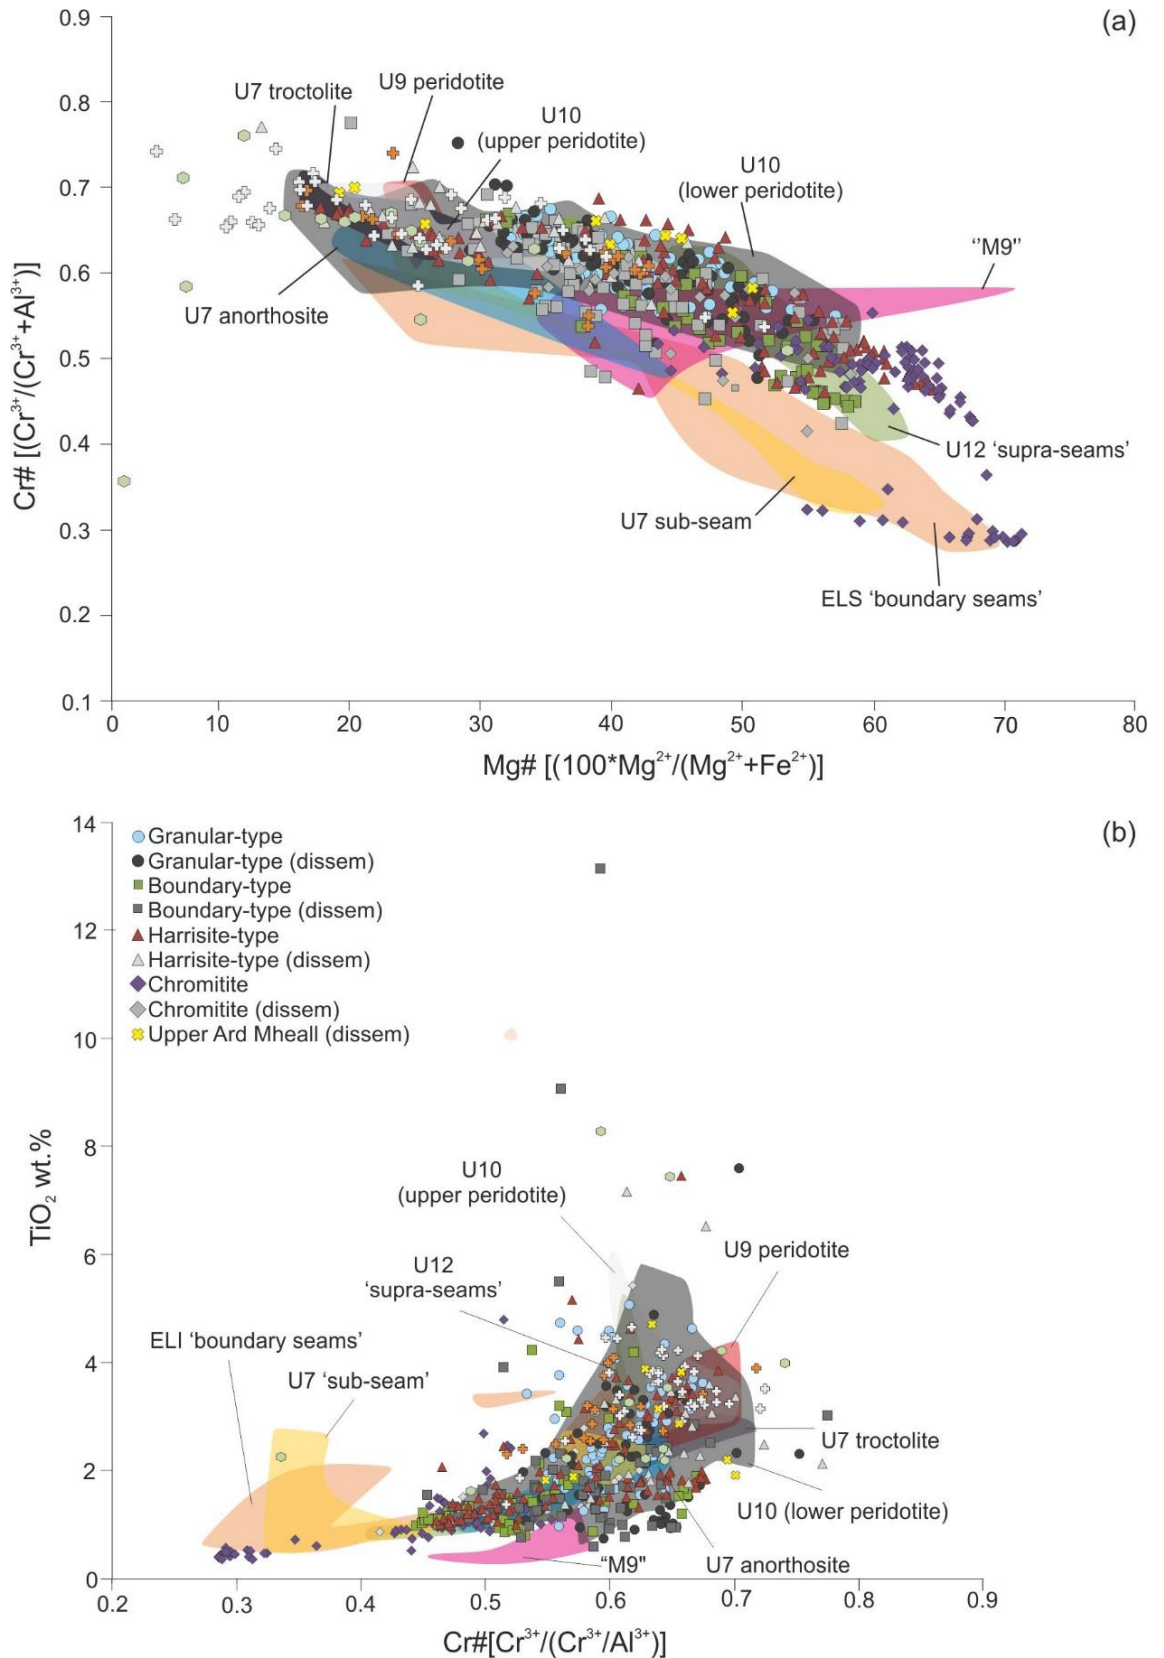 (a)
0.9
0.8
0.7
0.6
0.5
0.4
0.3
0.2
0.1
0 10 20 30 40 50 60 70 80
Cr# [(Cr³⁺/(Cr³⁺+Al³⁺)]
Mg# [(100*Mg²⁺/(Mg²⁺+Fe²⁺)]
U7 troctolite
U9 peridotite
U10
(upper peridotite)
U10
(lower peridotite)
"M9"
U7 anorthosite
U12 'supra-seams'
U7 sub-seam
ELS 'boundary seams'
(b)
14
12
10
8
6
4
2
0
0.2 0.3 0.4 0.5 0.6 0.7 0.8 0.9
TiO₂ wt.%
Cr#[Cr³⁺/(Cr³⁺/Al³⁺)]
Granular-type
Granular-type (dissem)
Boundary-type
Boundary-type (dissem)
Harrisite-type
Harrisite-type (dissem)
Chromitite
Chromitite (dissem)
Upper Ard Mheall (dissem)
U10
(upper peridotite)
U9 peridotite
U12
'supra-seams'
ELI 'boundary seams'
U7 'sub-seam'
U7 troctolite
U10 (lower peridotite)
"M9"
U7 anorthosite